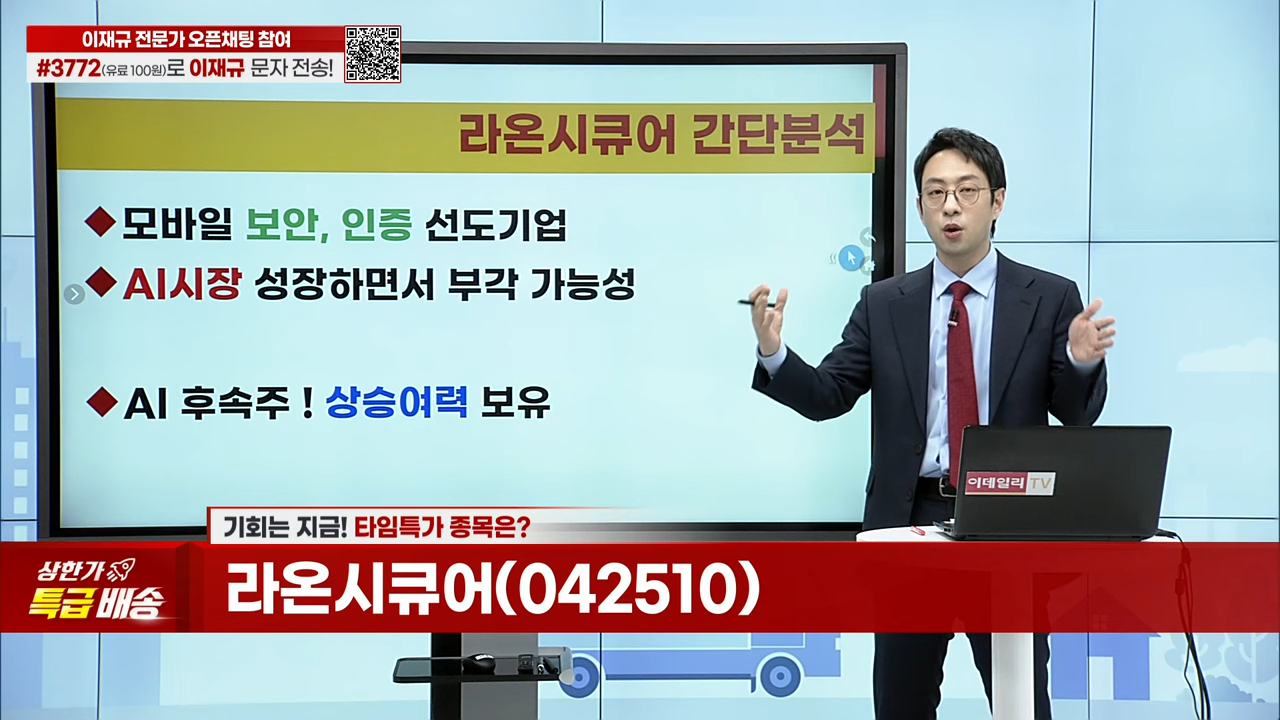 이재규 전문가 오픈채팅 참여
#3772(유료 100원)로 이재규 문자 전송!
라온시큐어 간단분석
◆모바일 보안, 인증 선도기업
◆AI시장 성장하면서 부각 가능성
◆AI 후속주 ! 상승여력 보유
이데일리TV
기회는 지금! 타임특가 종목은?
상한가
특급배송
라온시큐어(042510)